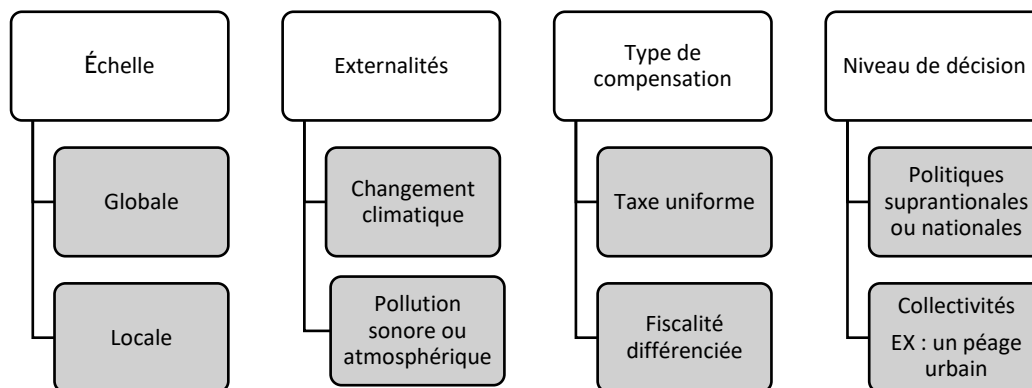 Échelle
Globale
Locale
Externalités
Changement
climatique
Pollution
sonore ou
atmosphérique
Type de
compensation
Taxe uniforme
Fiscalité
différenciée
Niveau de décision
Politiques
suprantionales
ou nationales
Collectivités
EX : un péage
urbain